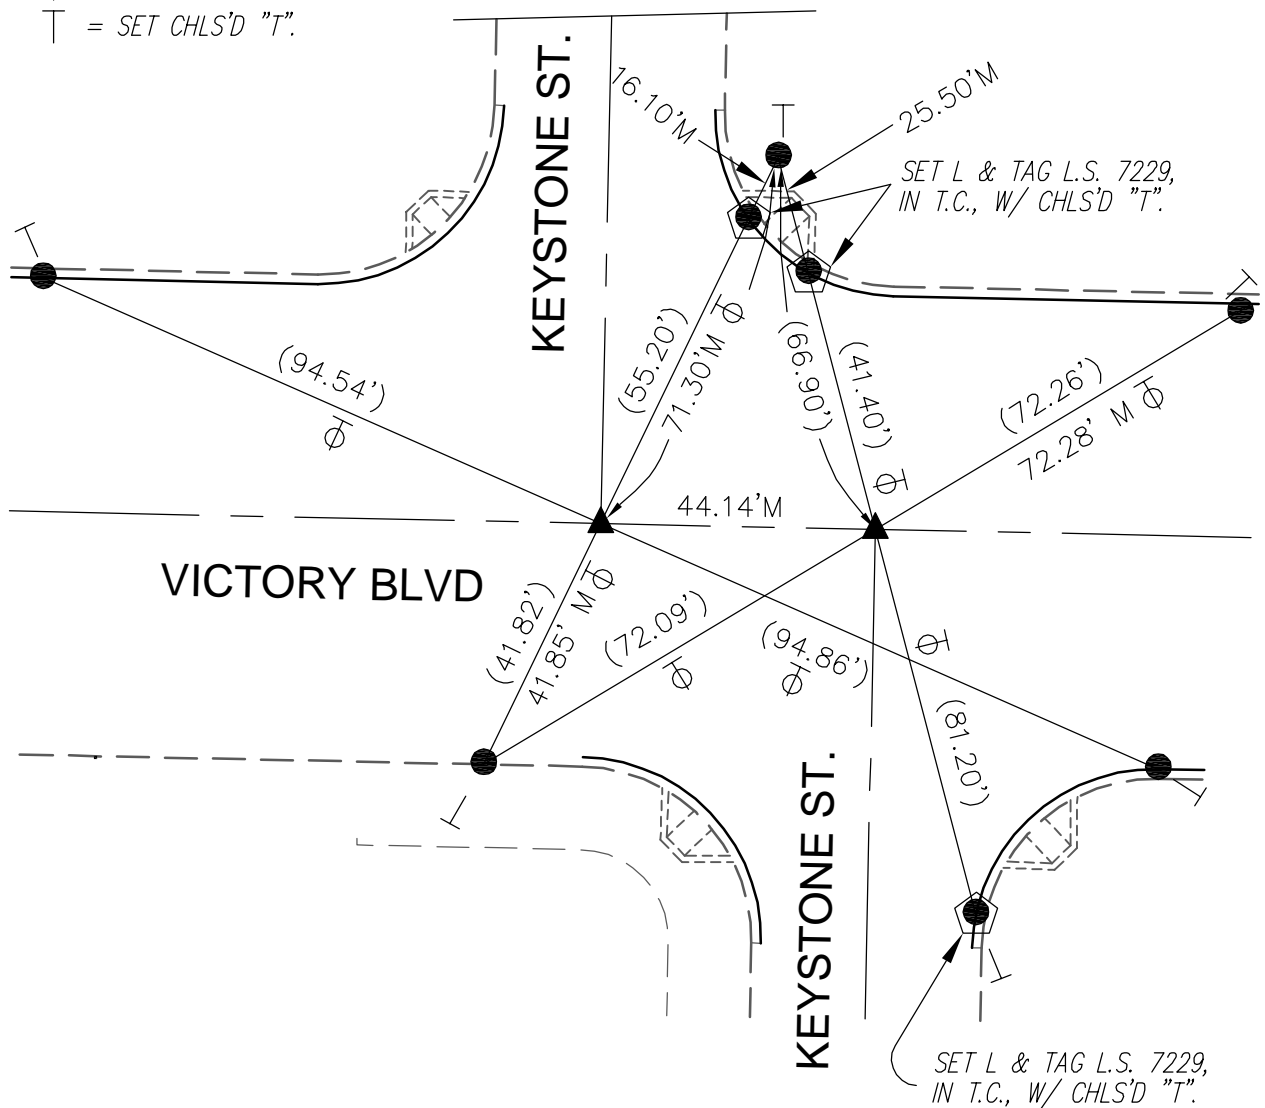 T = SET CHLS'D "T".
KEYSTONE ST.
16.10'M
25.50'M
SET L & TAG L.S. 7229,
IN T.C., W/ CHLS'D "T".
(94.54')
(55.20')
71.30'M
(66.90')
(41.40')
(72.26')
72.28' M
44.14'M
VICTORY BLVD
(41.82')
41.85' M
(72.09')
(94.86')
(81.20')
KEYSTONE ST.
SET L & TAG L.S. 7229,
IN T.C., W/ CHLS'D "T".